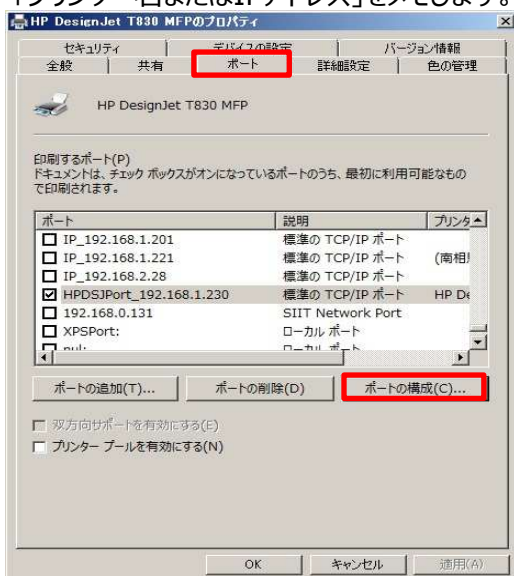 「プリンター名またはIPアドレス」をメモします。
HP DesignJet T830 MFPのプロパティ
セキュリティ デバイスの設定 バージョン情報
全般 共有 ポート 詳細設定 色の管理
HP DesignJet T830 MFP
印刷するポート(P)
ドキュメントは、チェック ボックスがオンになっているポートのうち、最初に利用可能なもの
で印刷されます。
ポート 説明 プリンタ
IP_192.168.1.201 標準の TCP/IP ポート
IP_192.168.1.221 標準の TCP/IP ポート (南相
IP_192.168.2.28 標準の TCP/IP ポート
HPDSJPort_192.168.1.230 標準の TCP/IP ポート HP De
192.168.0.131 SIIT Network Port
XPSPort: ローカル ポート
nul: ローカル ポート
ポートの追加(T)... ポートの削除(D) ポートの構成(C)...
双方向サポートを有効にする(E)
プリンター プールを有効にする(N)
OK キャンセル 適用(A)